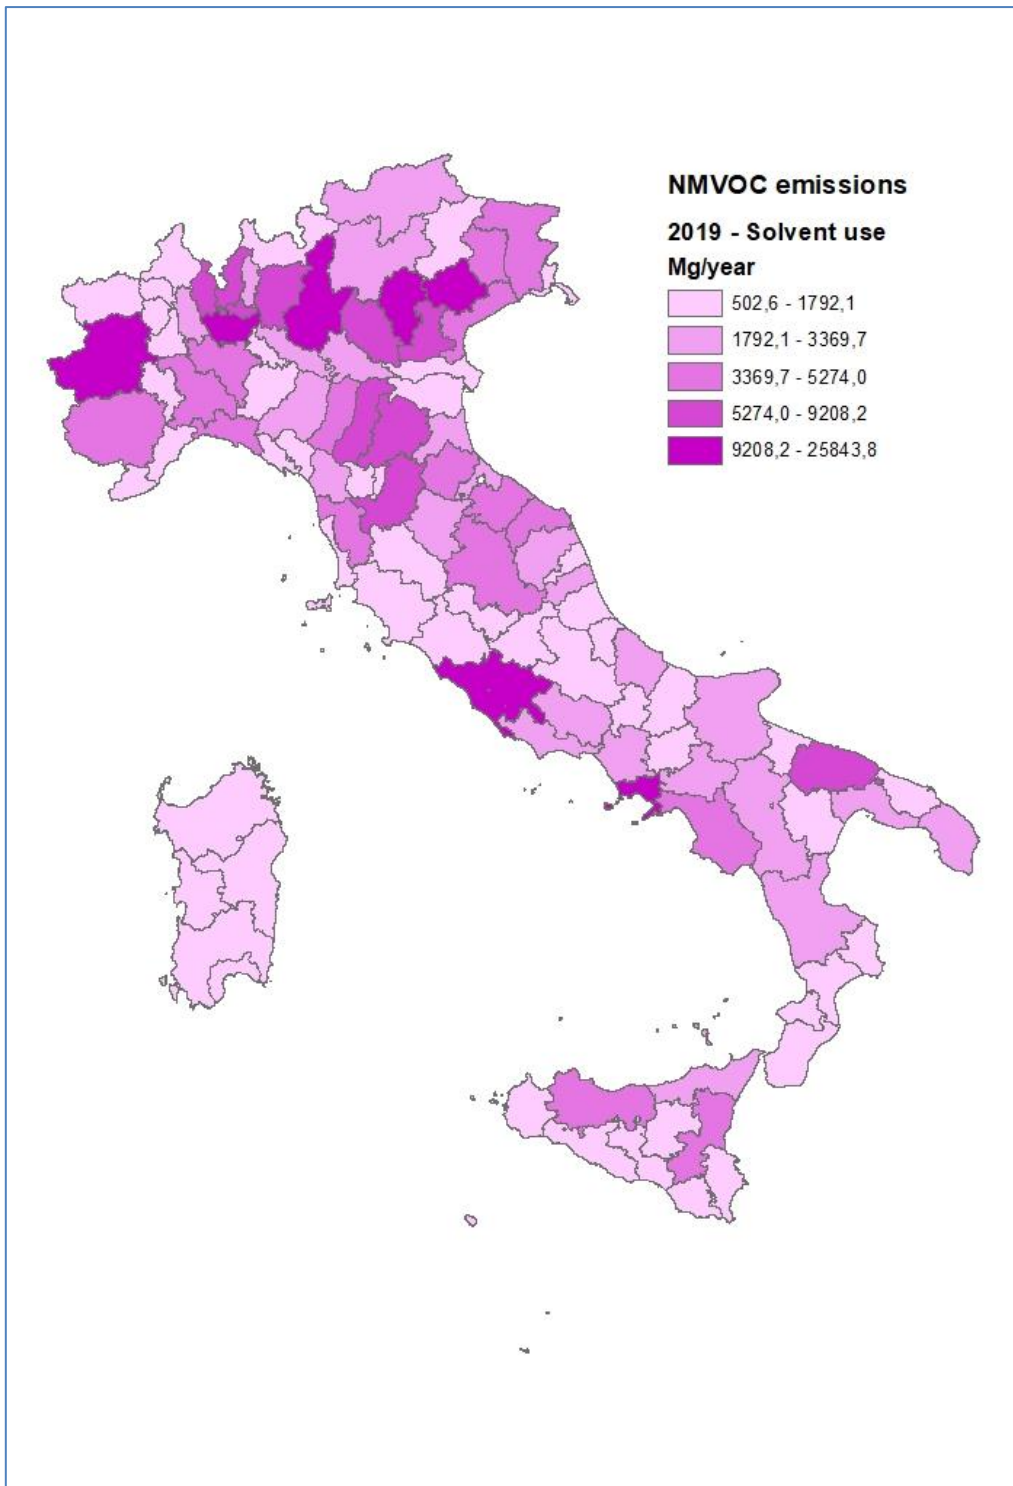 NMVOC emissions
2019 - Solvent use
Mg/year
502,6 - 1792,1
1792,1 - 3369,7
3369,7 - 5274,0
5274,0 - 9208,2
9208,2 - 25843,8